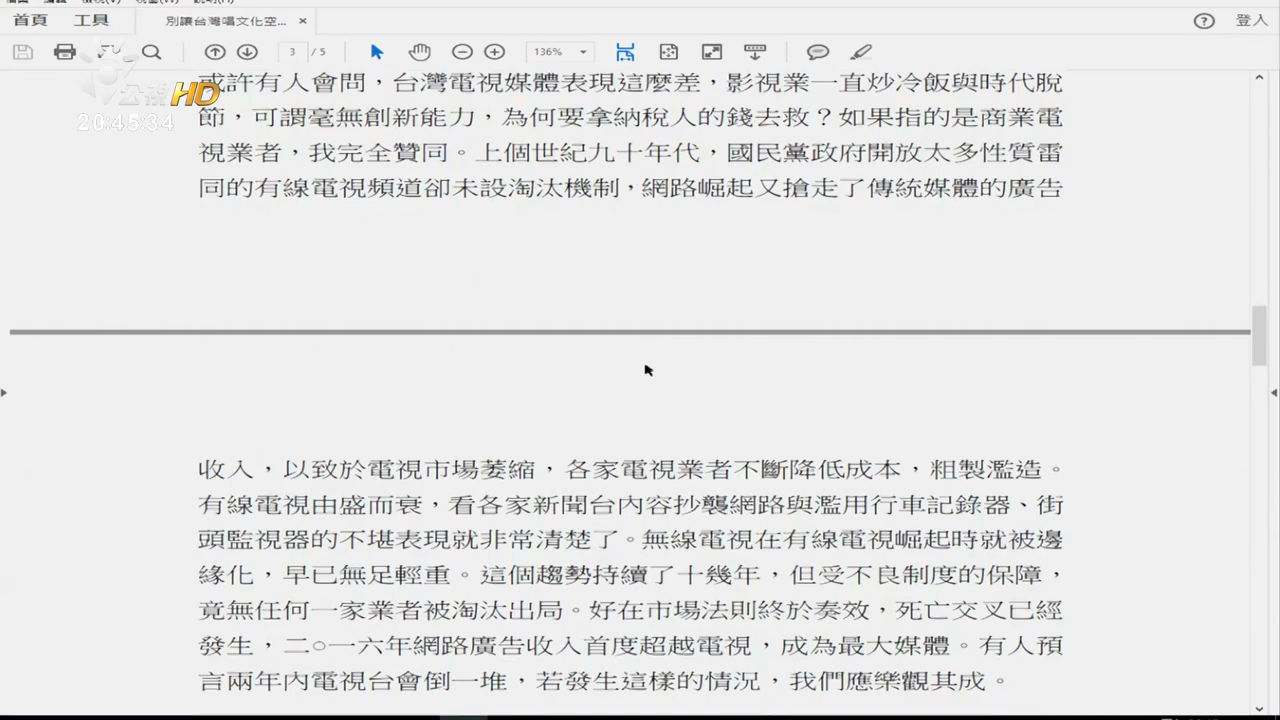 首頁 工具 別讓台灣唱文化空... × 登入
3 / 5 136%
公視HD
20:45:34
或許有人會問，台灣電視媒體表現這麼差，影視業一直炒冷飯與時代脫
節，可謂毫無創新能力，為何要拿納稅人的錢去救？如果指的是商業電
視業者，我完全贊同。上個世紀九十年代，國民黨政府開放太多性質雷
同的有線電視頻道卻未設淘汰機制，網路崛起又搶走了傳統媒體的廣告
收入，以致於電視市場萎縮，各家電視業者不斷降低成本，粗製濫造。
有線電視由盛而衰，看各家新聞台內容抄襲網路與濫用行車記錄器、街
頭監視器的不堪表現就非常清楚了。無線電視在有線電視崛起時就被邊
緣化，早已無足輕重。這個趨勢持續了十幾年，但受不良制度的保障，
竟無任何一家業者被淘汰出局。好在市場法則終於奏效，死亡交叉已經
發生，二○一六年網路廣告收入首度超越電視，成為最大媒體。有人預
言兩年內電視台會倒一堆，若發生這樣的情況，我們應樂觀其成。